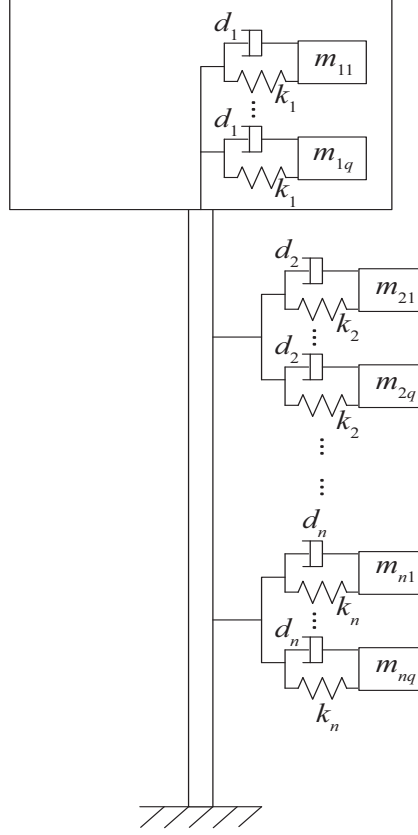 d₁
m₁₁
k₁
d₁
m₁q
k₁
d₂
m₂₁
k₂
d₂
m₂q
k₂
dₙ
mₙ₁
kₙ
dₙ
mₙq
kₙ